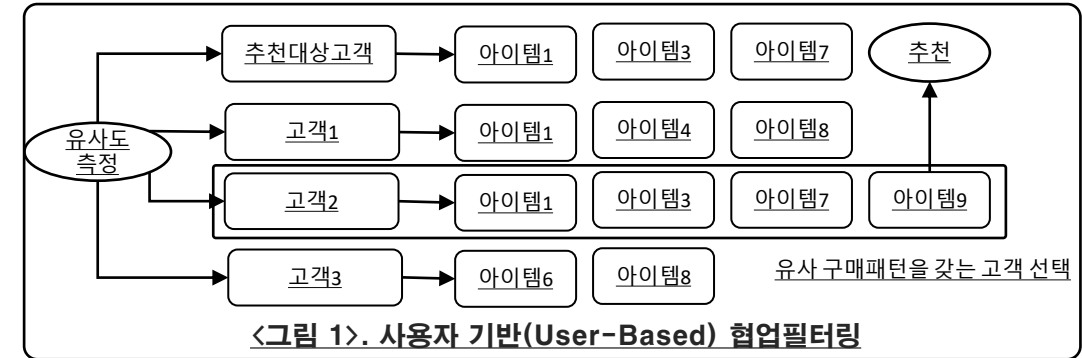 추천대상고객 아이템1 아이템3 아이템7 추천
유사도
측정
고객1 아이템1 아이템4 아이템8
고객2 아이템1 아이템3 아이템7 아이템9
고객3 아이템6 아이템8 유사 구매패턴을 갖는 고객 선택
<그림 1>. 사용자 기반(User-Based) 협업필터링